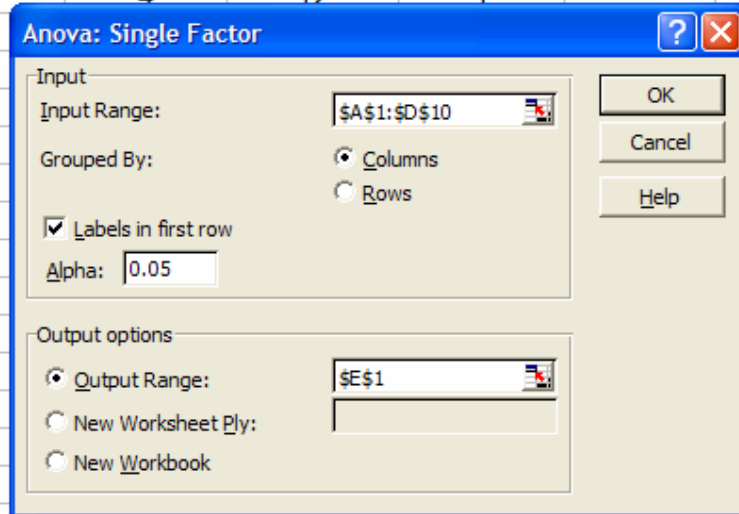 Anova: Single Factor
Input
Input Range: $A$1:$D$10
OK
Cancel
Grouped By: Columns
Rows
Help
Labels in first row
Alpha: 0.05
Output options
Output Range: $E$1
New Worksheet Ply:
New Workbook